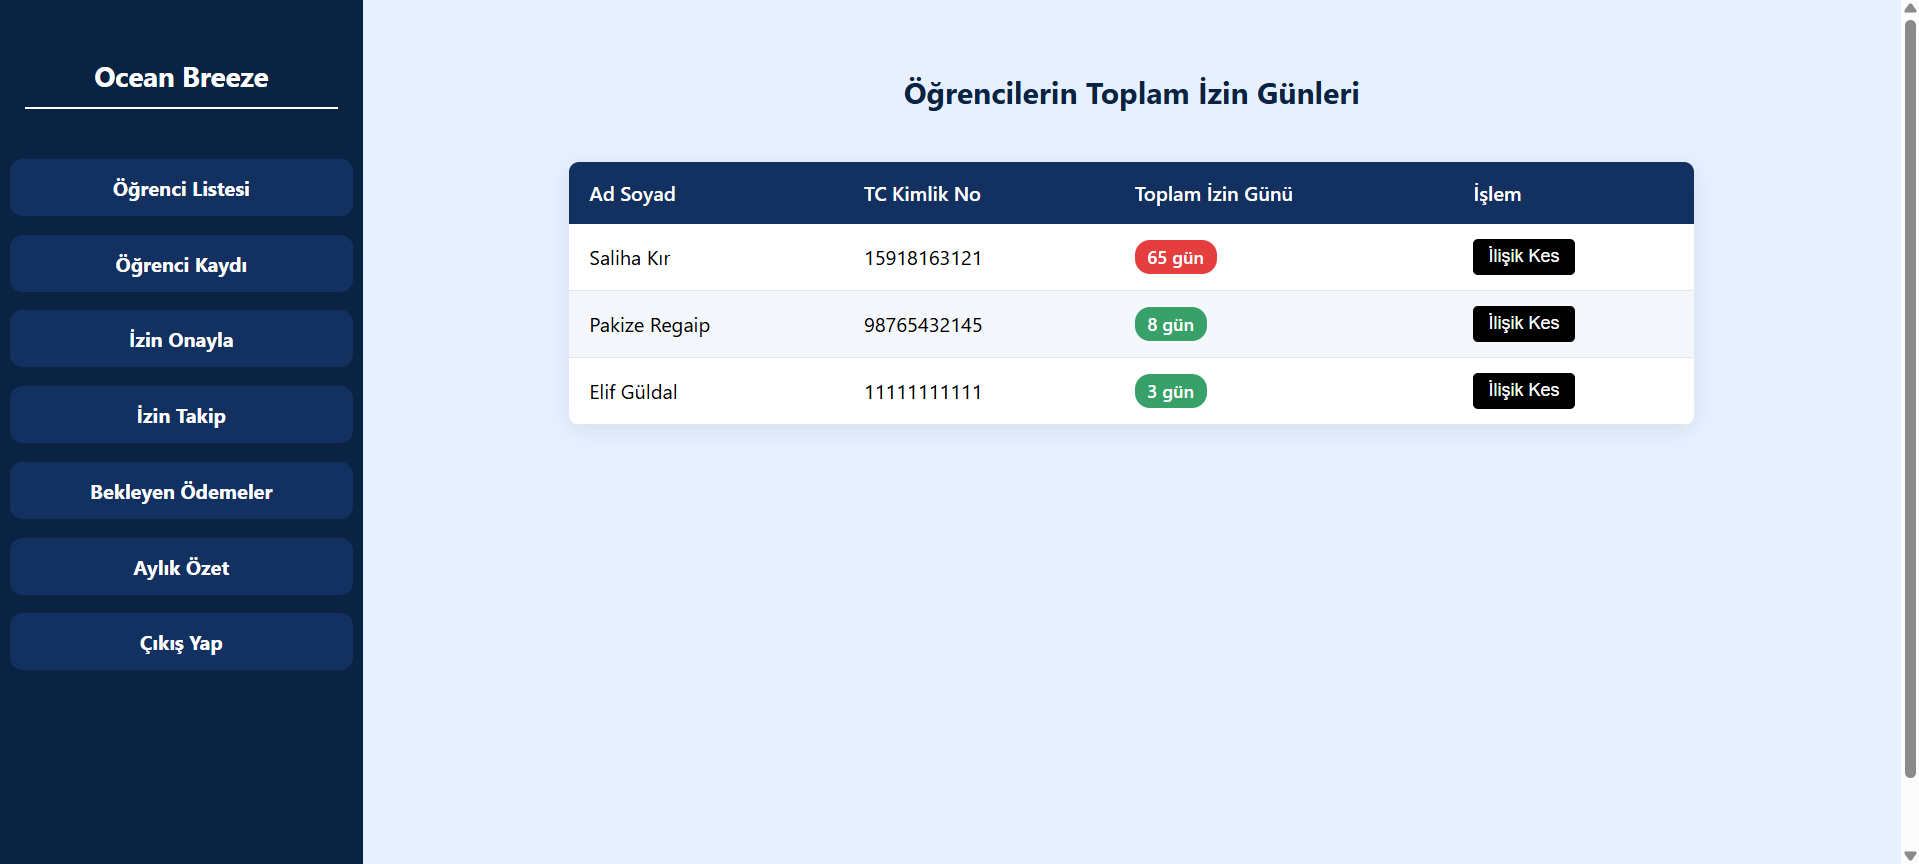 Ocean Breeze
Öğrenci Listesi
Öğrenci Kaydı
İzin Onayla
İzin Takip
Bekleyen Ödemeler
Aylık Özet
Çıkış Yap
Öğrencilerin Toplam İzin Günleri
Ad Soyad TC Kimlik No Toplam İzin Günü İşlem
Saliha Kır 15918163121 65 gün İlişik Kes
Pakize Regaip 98765432145 8 gün İlişik Kes
Elif Güldal 11111111111 3 gün İlişik Kes